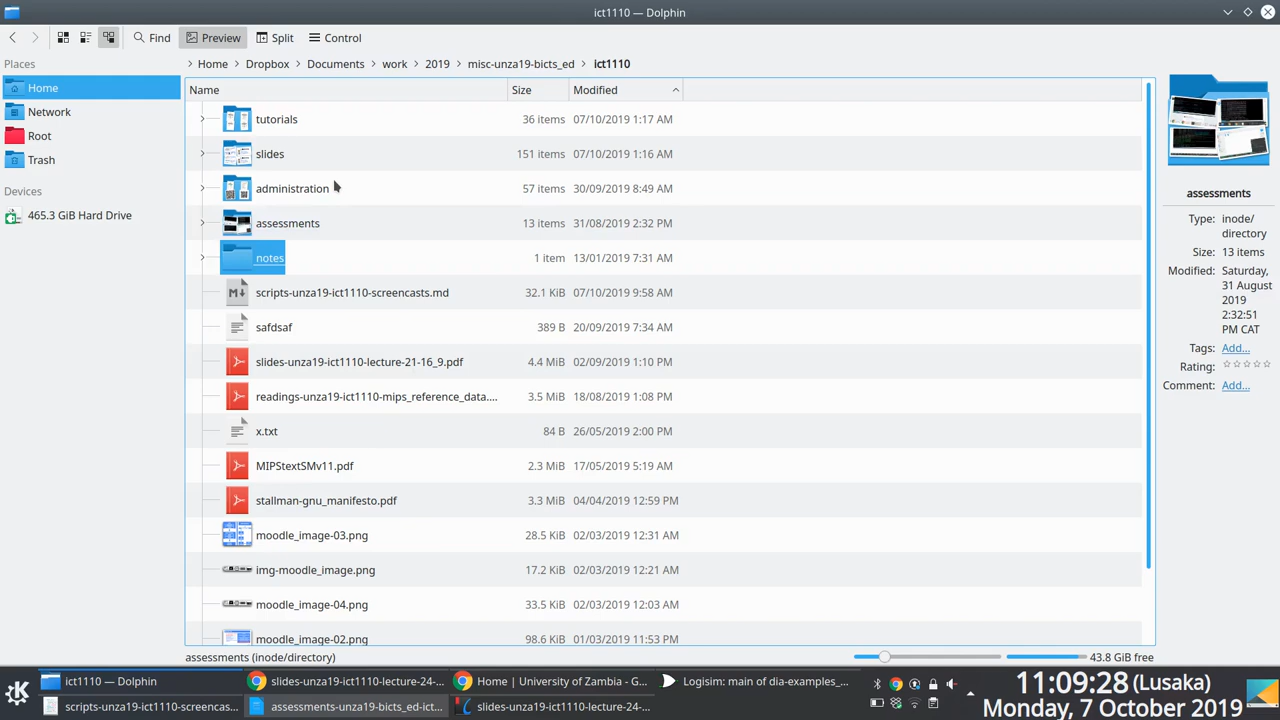 ict1110 — Dolphin
Find Preview Split Control
Places
Home
Network
Root
Trash
Devices
465.3 GiB Hard Drive
Home Dropbox Documents work 2019 misc-unza19-bicts_ed ict1110
Name Size Modified
tutorials 36 items 07/10/2019 1:17 AM
slides 151 items 07/10/2019 1:16 AM
administration 57 items 30/09/2019 8:49 AM
assessments 13 items 31/08/2019 2:32 PM
notes 1 item 13/01/2019 7:31 AM
scripts-unza19-ict1110-screencasts.md 32.1 KiB 07/10/2019 9:58 AM
safdsaf 389 B 20/09/2019 7:34 AM
slides-unza19-ict1110-lecture-21-16_9.pdf 4.4 MiB 02/09/2019 1:10 PM
readings-unza19-ict1110-mips_reference_data.... 3.5 MiB 18/08/2019 1:08 PM
x.txt 84 B 26/05/2019 2:00 PM
MIPStextSMv11.pdf 2.3 MiB 17/05/2019 5:19 AM
stallman-gnu_manifesto.pdf 3.3 MiB 04/04/2019 12:59 PM
moodle_image-03.png 28.5 KiB 02/03/2019 12:31 AM
img-moodle_image.png 17.2 KiB 02/03/2019 12:21 AM
moodle_image-04.png 33.5 KiB 02/03/2019 12:03 AM
moodle_image-02.png 98.6 KiB 01/03/2019 11:53 PM
assessments
Type: inode/
directory
Size: 13 items
Modified: Saturday,
31 August
2019
2:32:51
PM CAT
Tags: Add...
Rating:
Comment: Add...
assessments (inode/directory) 43.8 GiB free
ict1110 — Dolphin slides-unza19-ict1110-lecture-24-... Home | University of Zambia - G... Logisim: main of dia-examples_...
scripts-unza19-ict1110-screencas... assessments-unza19-bicts_ed-ict... slides-unza19-ict1110-lecture-24-...
11:09:28 (Lusaka)
Monday, 7 October 2019